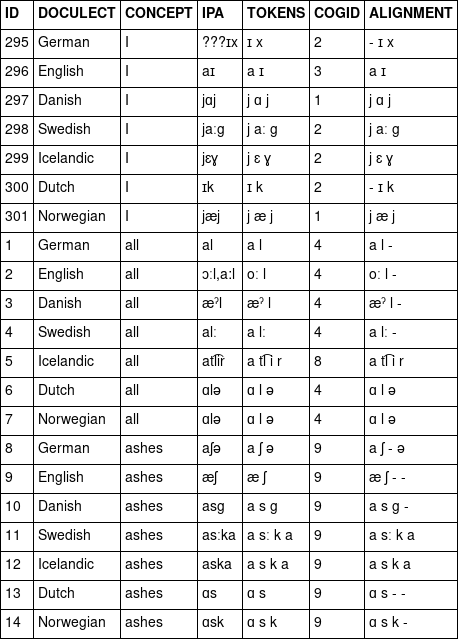 ID DOCULECT CONCEPT IPA TOKENS COGID ALIGNMENT
295 German I ???ɪx ɪ x 2 - ɪ x
296 English I aɪ a ɪ 3 a ɪ
297 Danish I jɑj j ɑ j 1 j ɑ j
298 Swedish I jaːg j aː g 2 j aː g
299 Icelandic I jɛɣ j ɛ ɣ 2 j ɛ ɣ
300 Dutch I ɪk ɪ k 2 - ɪ k
301 Norwegian I jæj j æ j 1 j æ j
1 German all al a l 4 a l -
2 English all ɔːl,aːl oː l 4 oː l -
3 Danish all æˀl æˀ l 4 æˀ l -
4 Swedish all alː a lː 4 a lː -
5 Icelandic all a t͡l i r 8 a t͡l i r
6 Dutch all ɑlə ɑ l ə 4 ɑ l ə
7 Norwegian all ɑlə ɑ l ə 4 ɑ l ə
8 German ashes aʃə a ʃ ə 9 a ʃ - ə
9 English ashes æʃ æ ʃ 9 æ ʃ - -
10 Danish ashes asg a s g 9 a s g -
11 Swedish ashes asːka a sː k a 9 a sː k a
12 Icelandic ashes aska a s k a 9 a s k a
13 Dutch ashes ɑs ɑ s 9 ɑ s - -
14 Norwegian ashes ɑsk ɑ s k 9 ɑ s k -